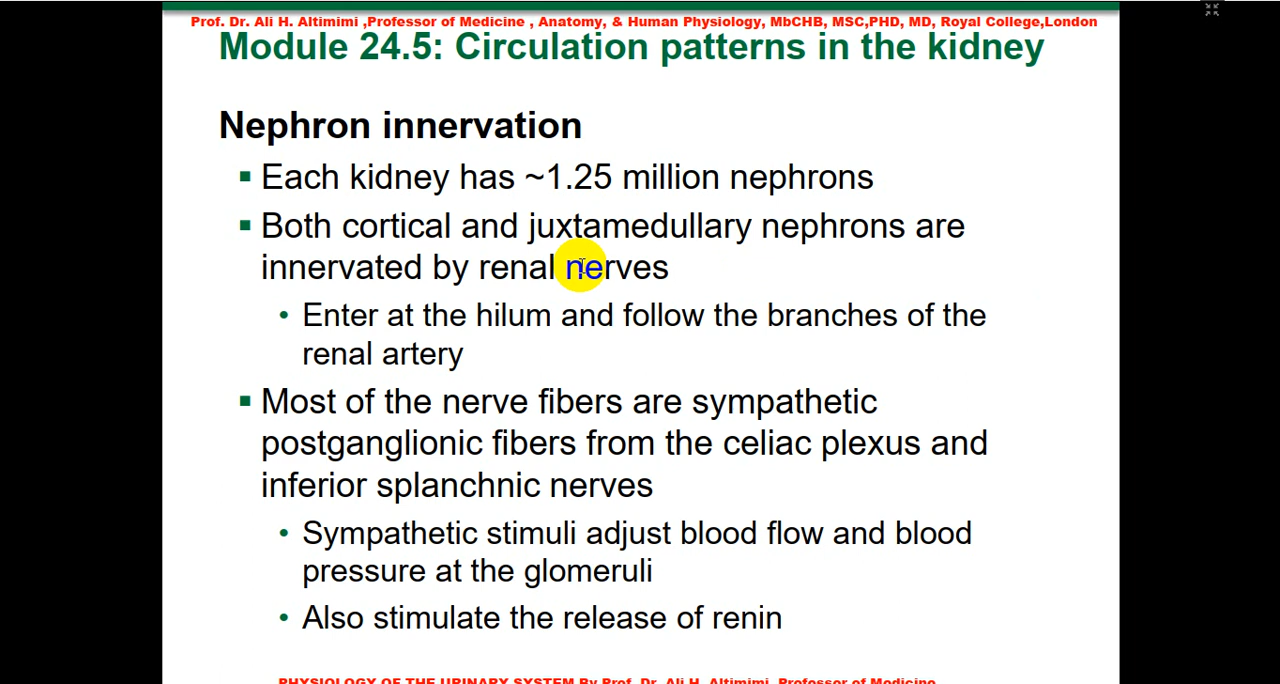 Prof. Dr. Ali H. Altimimi ,Professor of Medicine , Anatomy, & Human Physiology, MbCHB, MSC,PHD, MD, Royal College,London
Module 24.5: Circulation patterns in the kidney
Nephron innervation
▪ Each kidney has ~1.25 million nephrons
▪ Both cortical and juxtamedullary nephrons are
innervated by renal nerves
• Enter at the hilum and follow the branches of the
renal artery
▪ Most of the nerve fibers are sympathetic
postganglionic fibers from the celiac plexus and
inferior splanchnic nerves
• Sympathetic stimuli adjust blood flow and blood
pressure at the glomeruli
• Also stimulate the release of renin
PHYSIOLOGY OF THE URINARY SYSTEM By Prof. Dr. Ali H. Altimimi, Professor of Medicine